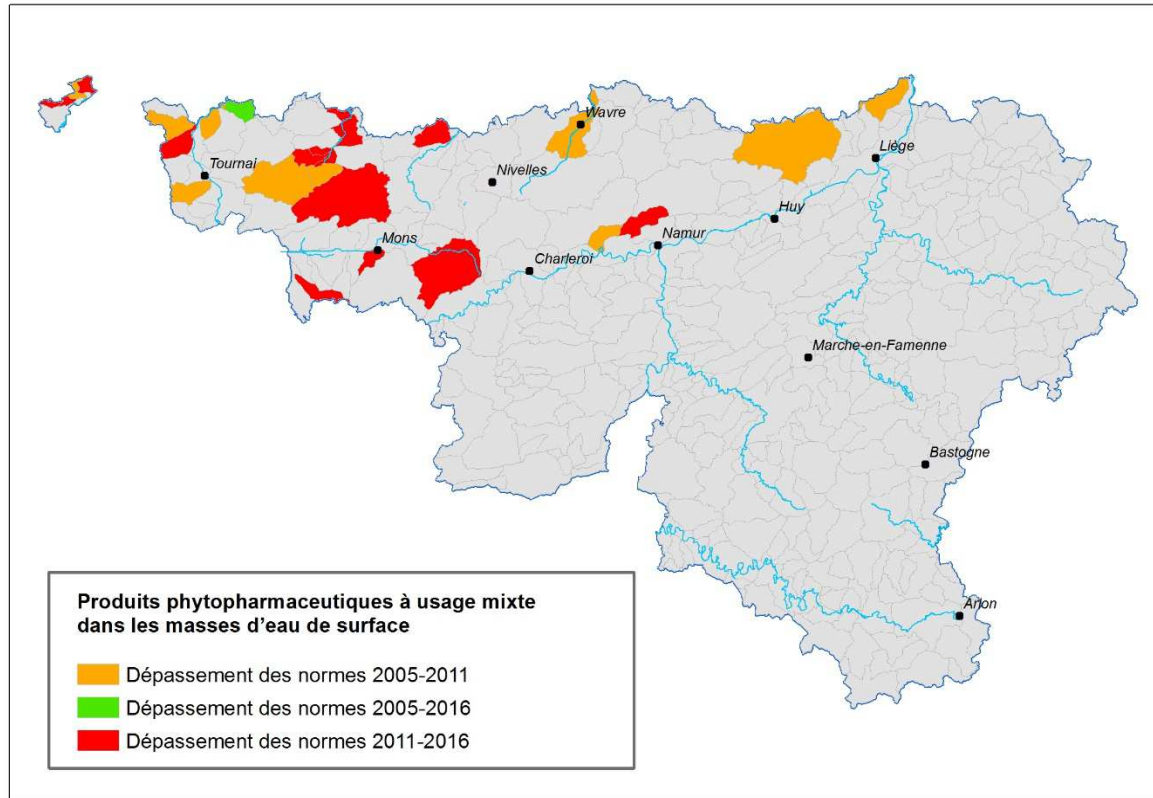 Wavre
Liège
Tournai
Nivelles
Huy
Mons
Namur
Charleroi
Marche-en-Famenne
Bastogne
Arlon
Produits phytopharmaceutiques à usage mixte
dans les masses d'eau de surface
Dépassement des normes 2005-2011
Dépassement des normes 2005-2016
Dépassement des normes 2011-2016